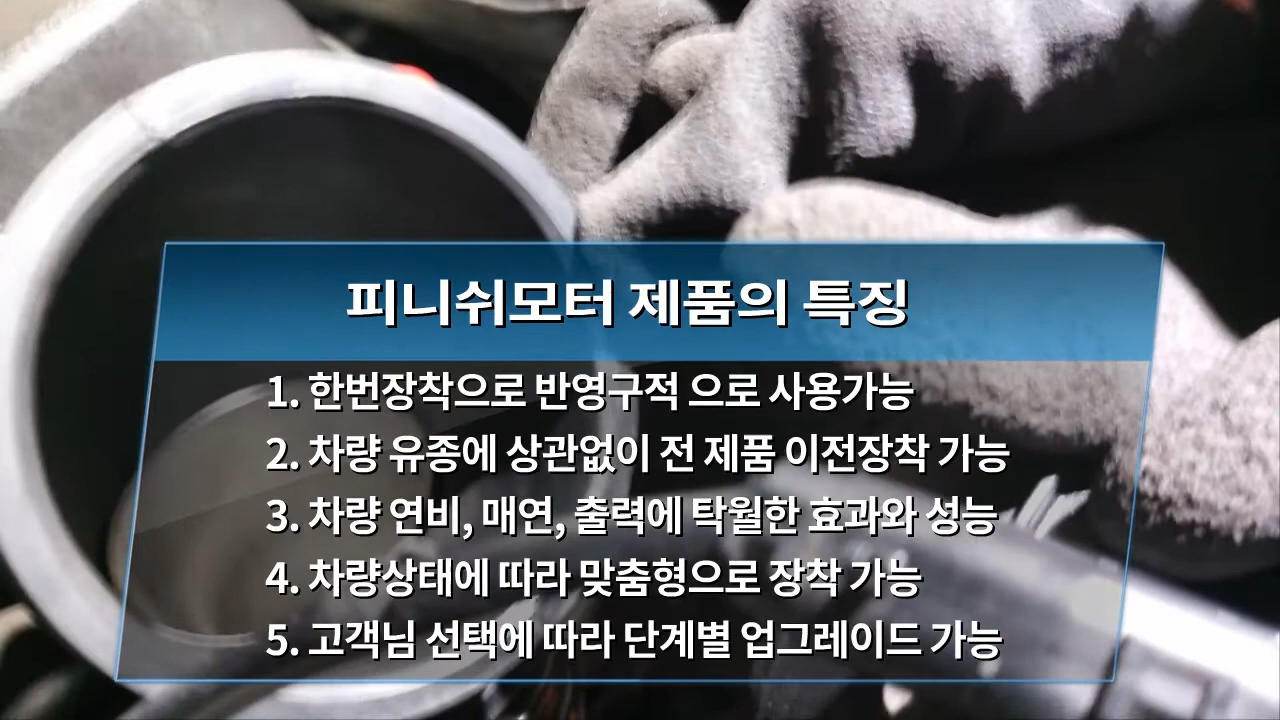 피니쉬모터 제품의 특징
1. 한번장착으로 반영구적 으로 사용가능
2. 차량 유종에 상관없이 전 제품 이전장착 가능
3. 차량 연비, 매연, 출력에 탁월한 효과와 성능
4. 차량상태에 따라 맞춤형으로 장착 가능
5. 고객님 선택에 따라 단계별 업그레이드 가능